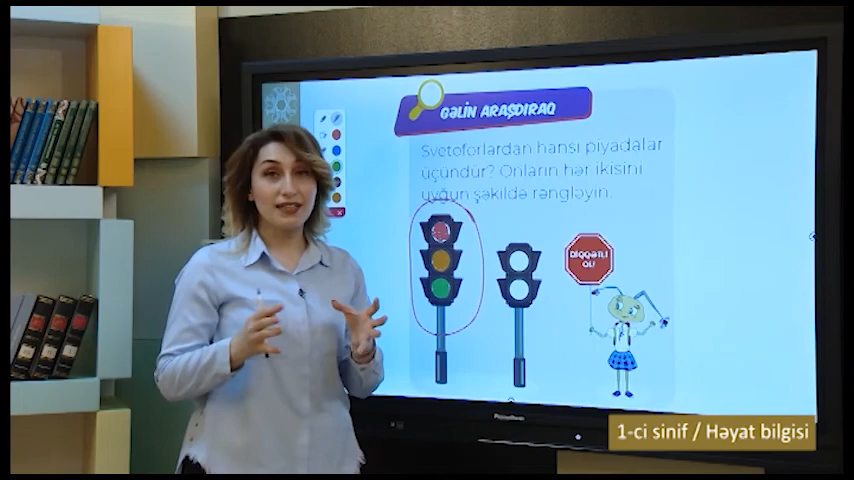 GƏLİN ARAŞDIRAQ
Svetoforlardan hansı piyadalar
üçündür? Onların hər ikisini
uyğun şəkildə rəngləyin.
DİQQƏTLİ
OL!
1-ci sinif / Həyat bilgisi